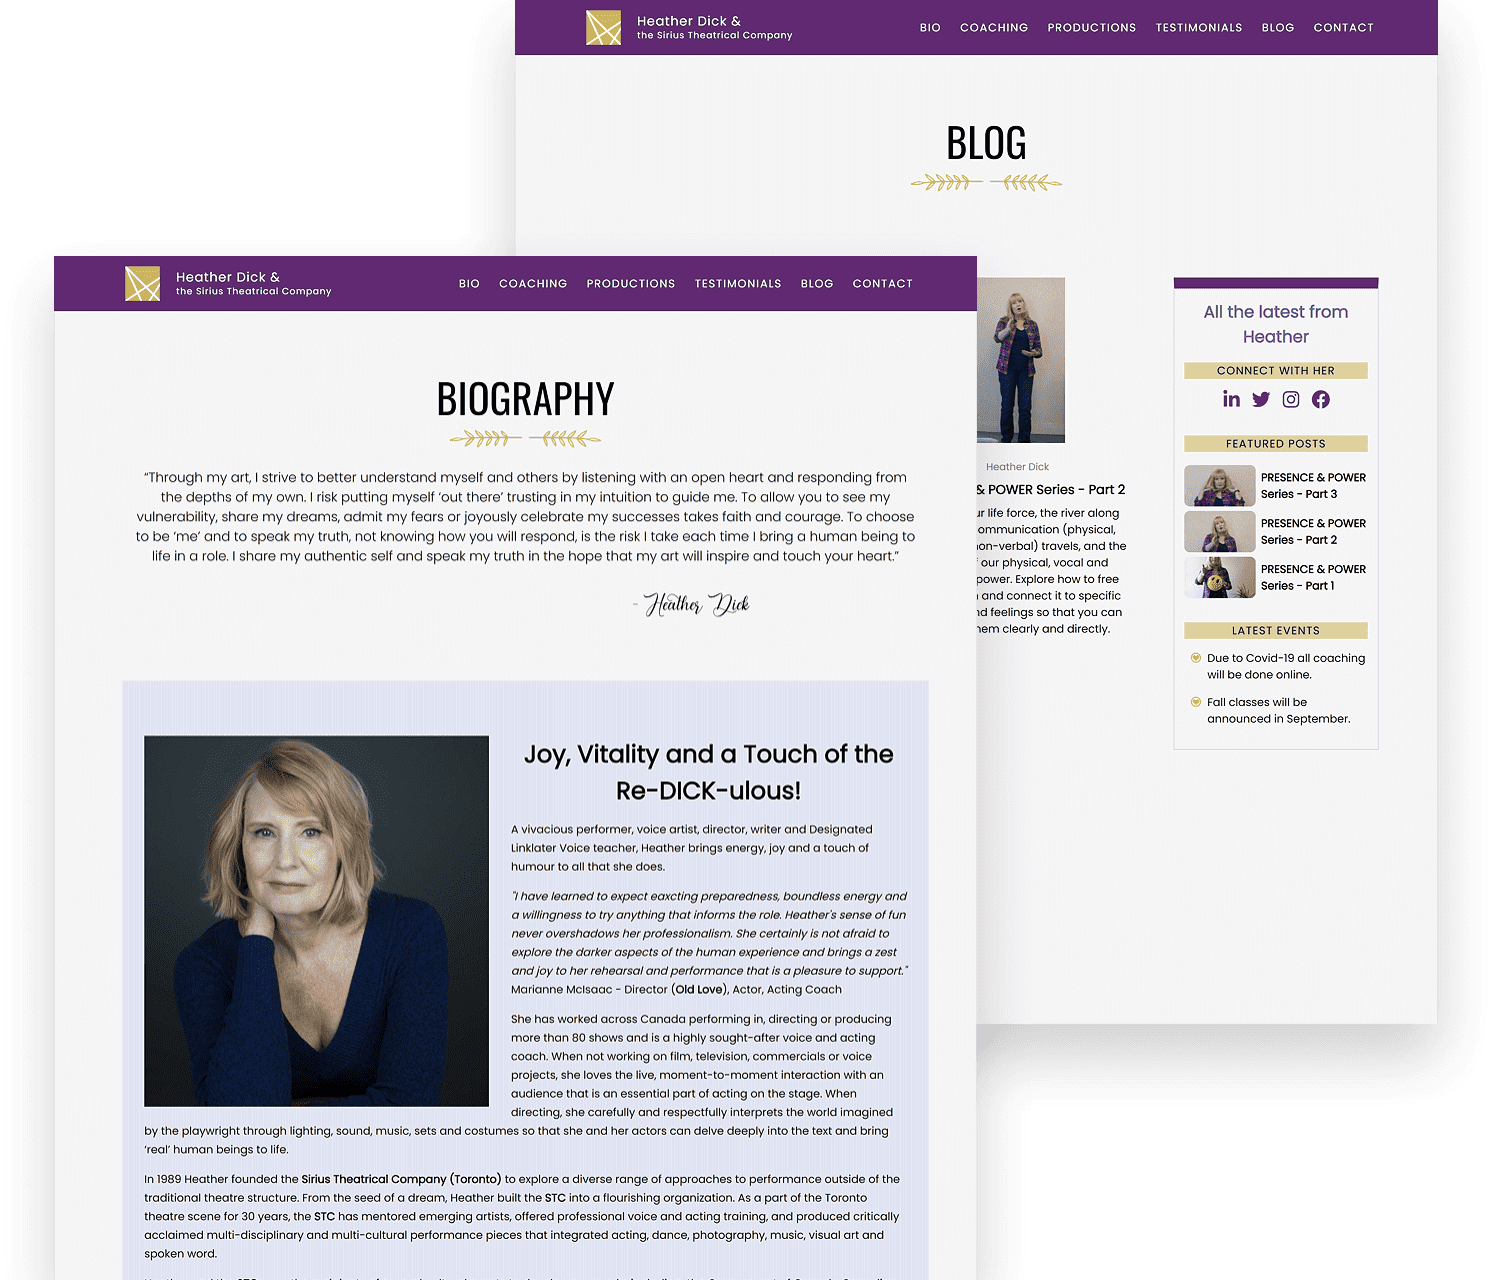 Heather Dick &
the Sirius Theatrical Company
BIO COACHING PRODUCTIONS TESTIMONIALS BLOG CONTACT
BLOG
Heather Dick
& POWER Series - Part 2
life force, the river along
(physical,
travels, and the
our physical, vocal and
power. Explore how to free
and connect it to specific
feelings so that you can
clearly and directly.
All the latest from
Heather
CONNECT WITH HER
FEATURED POSTS
PRESENCE & POWER
Series - Part 3
PRESENCE & POWER
Series - Part 2
PRESENCE & POWER
Series - Part 1
LATEST EVENTS
Due to Covid-19 all coaching
will be done online.
Fall classes will be
announced in September.
Heather Dick &
the Sirius Theatrical Company
BIO COACHING PRODUCTIONS TESTIMONIALS BLOG CONTACT
BIOGRAPHY
“Through my art, I strive to better understand myself and others by listening with an open heart and responding from
the depths of my own. I risk putting myself ‘out there’ trusting in my intuition to guide me. To allow you to see my
vulnerability, share my dreams, admit my fears or joyously celebrate my successes takes faith and courage. To choose
to be ‘me’ and to speak my truth, not knowing how you will respond, is the risk I take each time I bring a human being to
life in a role. I share my authentic self and speak my truth in the hope that my art will inspire and touch your heart.”
- Heather Dick
Joy, Vitality and a Touch of the
Re-DICK-ulous!
A vivacious performer, voice artist, director, writer and Designated
Linklater Voice teacher, Heather brings energy, joy and a touch of
humour to all that she does.
"I have learned to expect eaxcting preparedness, boundless energy and
a willingness to try anything that informs the role. Heather's sense of fun
never overshadows her professionalism. She certainly is not afraid to
explore the darker aspects of the human experience and brings a zest
and joy to her rehearsal and performance that is a pleasure to support."
Marianne McIsaac - Director (Old Love), Actor, Acting Coach
She has worked across Canada performing in, directing or producing
more than 80 shows and is a highly sought-after voice and acting
coach. When not working on film, television, commercials or voice
projects, she loves the live, moment-to-moment interaction with an
audience that is an essential part of acting on the stage. When
directing, she carefully and respectfully interprets the world imagined
by the playwright through lighting, sound, music, sets and costumes so that she and her actors can delve deeply into the text and bring
‘real’ human beings to life.
In 1989 Heather founded the Sirius Theatrical Company (Toronto) to explore a diverse range of approaches to performance outside of the
traditional theatre structure. From the seed of a dream, Heather built the STC into a flourishing organization. As a part of the Toronto
theatre scene for 30 years, the STC has mentored emerging artists, offered professional voice and acting training, and produced critically
acclaimed multi-disciplinary and multi-cultural performance pieces that integrated acting, dance, photography, music, visual art and
spoken word.